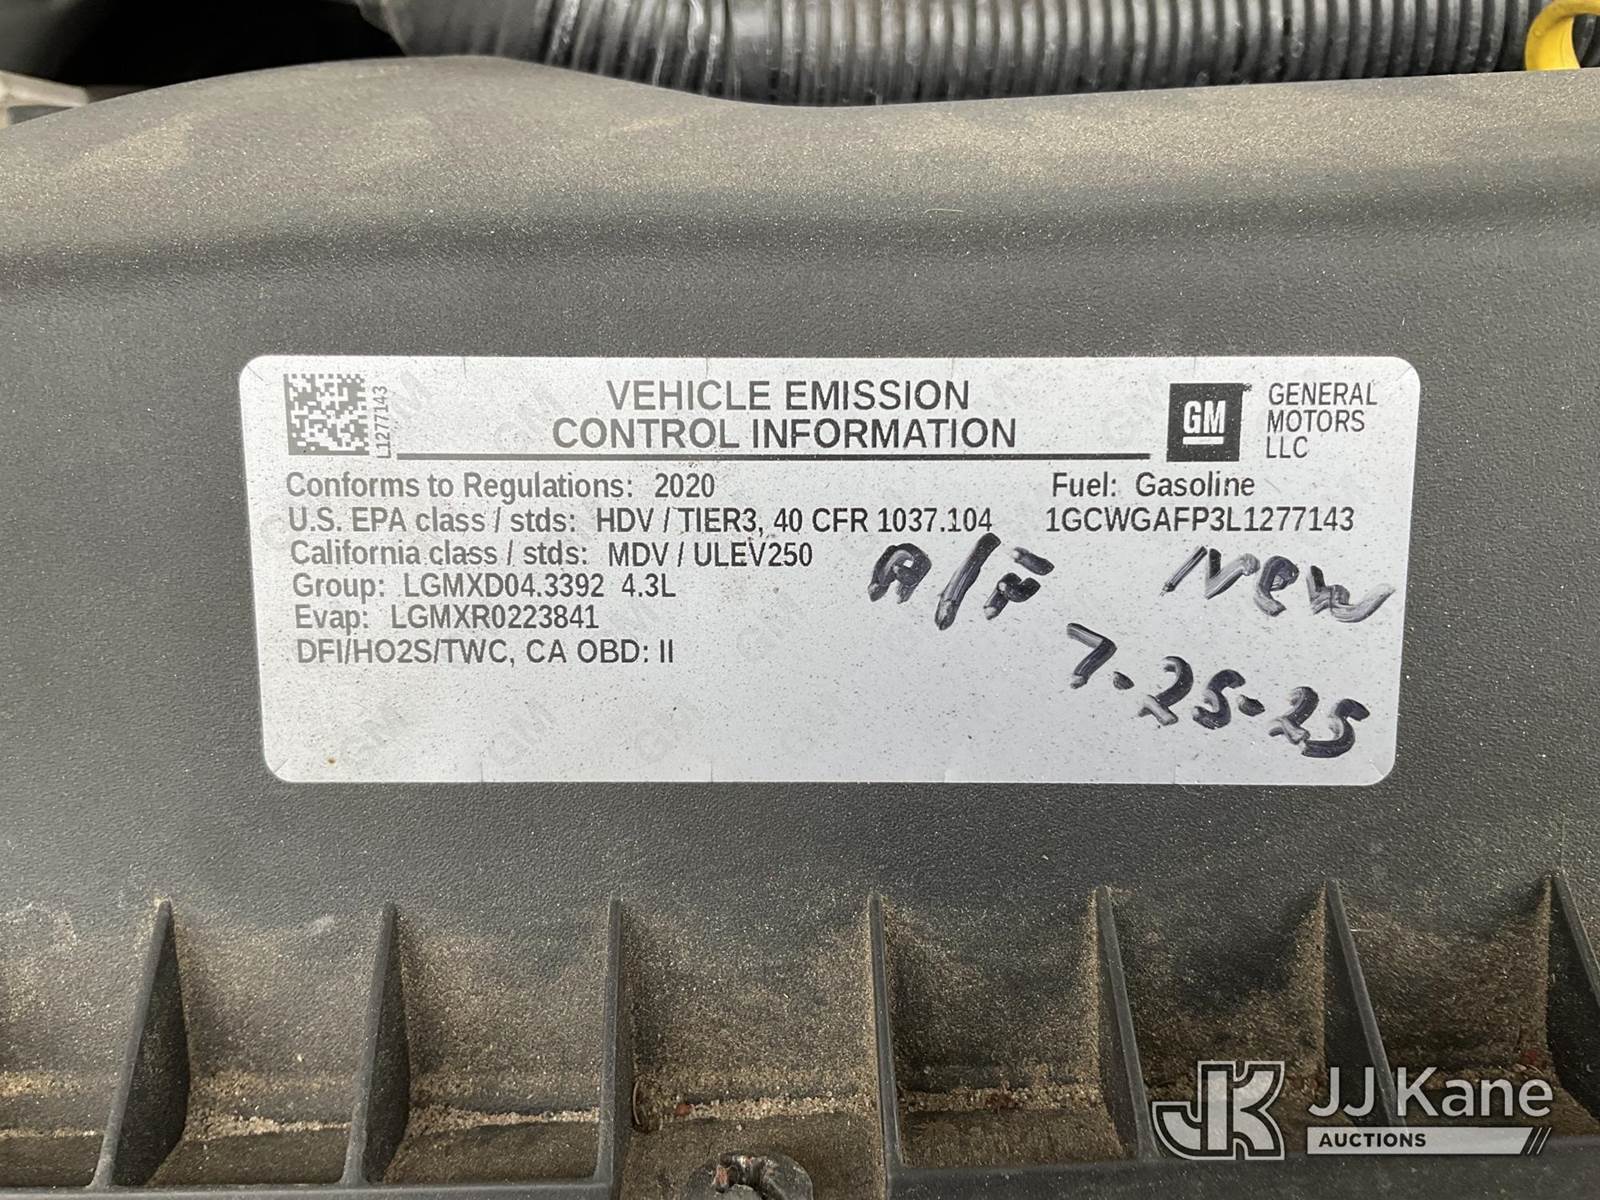 L1277143
VEHICLE EMISSION
CONTROL INFORMATION
GM
GENERAL
MOTORS
LLC
Conforms to Regulations: 2020
Fuel: Gasoline
U.S. EPA class / stds: HDV / TIER3, 40 CFR 1037.104
1GCWGAFP3L1277143
California class / stds: MDV / ULEV250
Group: LGMXD04.3392 4.3L
Evap: LGMXR0223841
DFI/HO2S/TWC, CA OBD: II
A/F New
7-25-25
JK JJ Kane
AUCTIONS